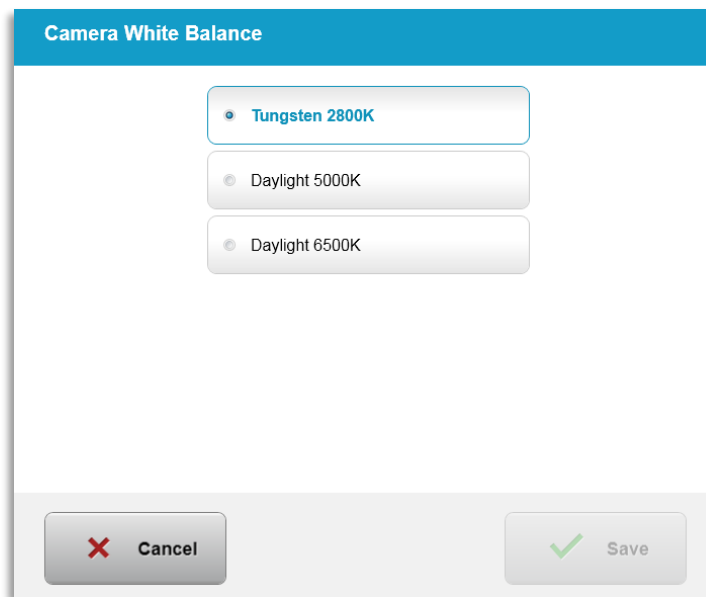 Camera White Balance
Tungsten 2800K
Daylight 5000K
Daylight 6500K
Cancel
Save